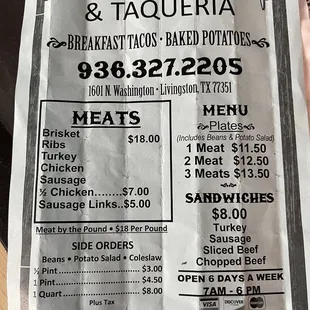 & TAQUERIA
BREAKFAST TACOS • BAKED POTATOES
936.327.2205
1601 N. Washington • Livingston, TX 77351
MEATS
Brisket
Ribs $18.00
Turkey
Chicken
Sausage
½ Chicken.....$7.00
Sausage Links..$5.00
Meat by the Pound • $18 Per Pound
SIDE ORDERS
Beans • Potato Salad • Coleslaw
½ Pint $3.00
1 Pint $4.50
1 Quart $8.00
Plus Tax
MENU
Plates
(Includes Beans & Potato Salad)
1 Meat $11.50
2 Meat $12.50
3 Meats $13.50
SANDWICHES
$8.00
Turkey
Sausage
Sliced Beef
Chopped Beef
OPEN 6 DAYS A WEEK
7AM - 6 PM
VISA DISCOVER